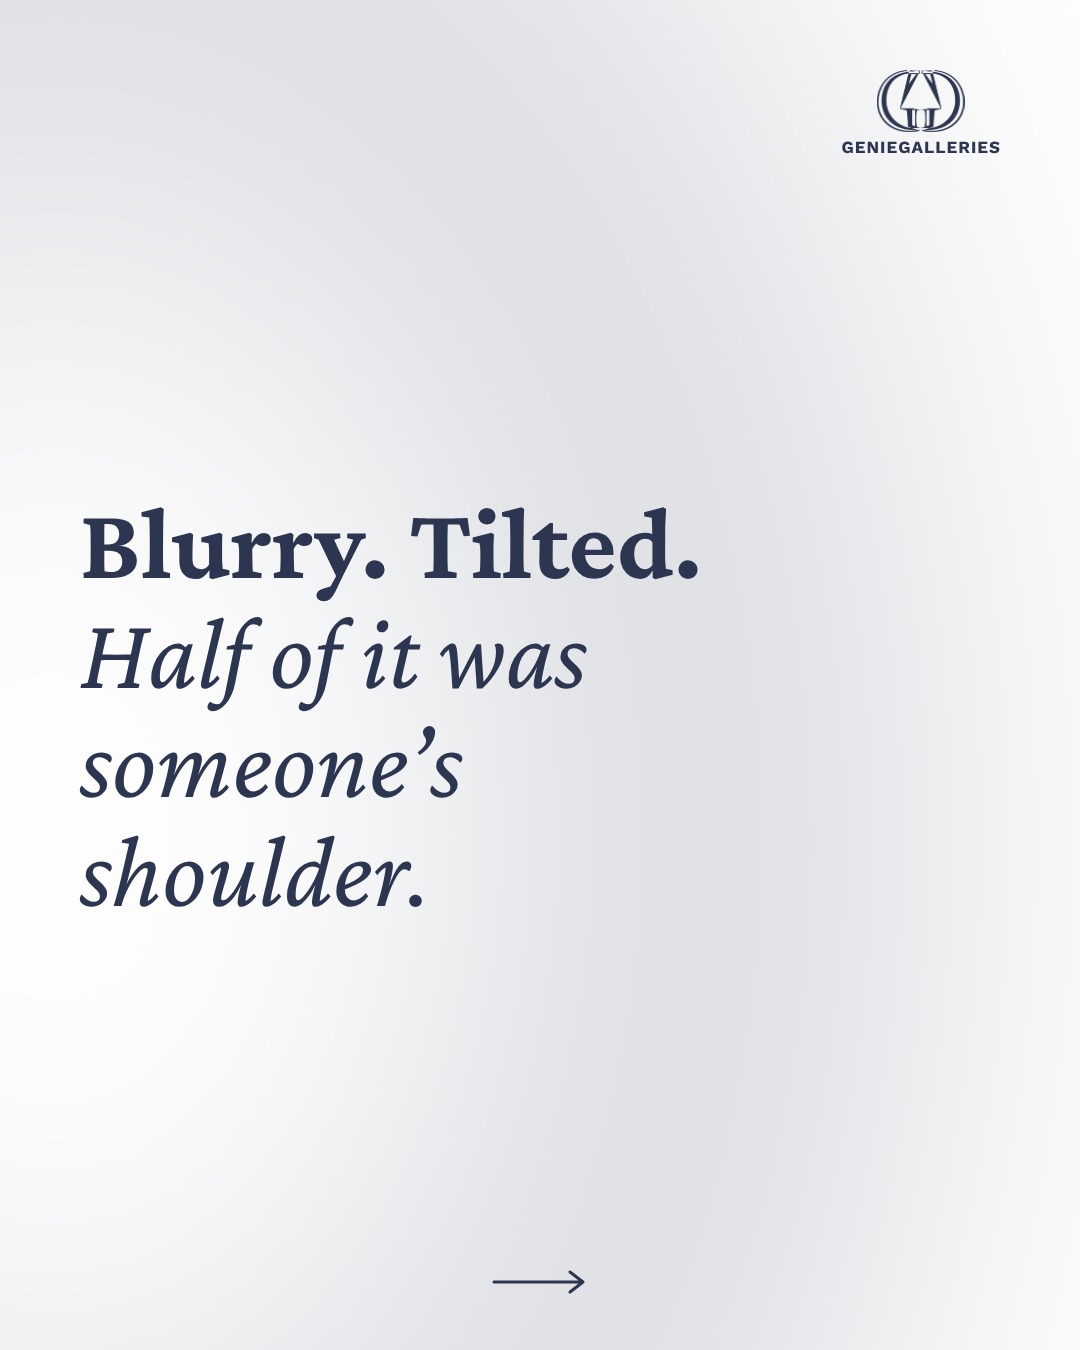 GENIEGALLERIES
Blurry. Tilted.
Half of it was
someone’s
shoulder.